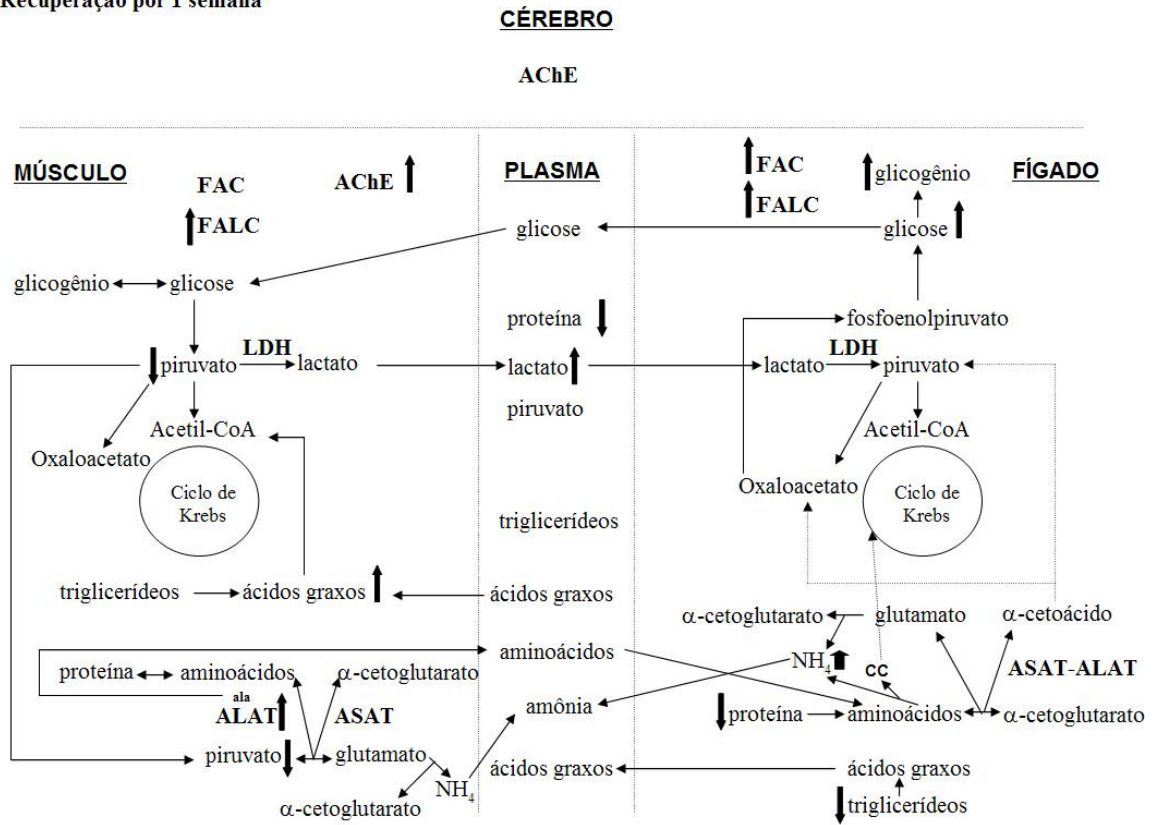 Recuperação por 1 semana
CÉREBRO
AChE
MÚSCULO
FAC
AChE
FALC
glicogênio
glicose
piruvato
LDH
lactato
Acetil-CoA
Oxaloacetato
Ciclo de
Krebs
triglicerídeos
ácidos graxos
proteína
aminoácidos
α-cetoglutarato
ala
ALAT
ASAT
piruvato
glutamato
NH4
α-cetoglutarato
PLASMA
glicose
proteína
lactato
piruvato
triglicerídeos
ácidos graxos
aminoácidos
amônia
ácidos graxos
FÍGADO
FAC
FALC
glicogênio
glicose
fosfoenolpiruvato
lactato
LDH
piruvato
Acetil-CoA
Oxaloacetato
Ciclo de
Krebs
α-cetoglutarato
glutamato
α-cetoácido
NH4
CC
ASAT-ALAT
proteína
aminoácidos
α-cetoglutarato
ácidos graxos
triglicerídeos